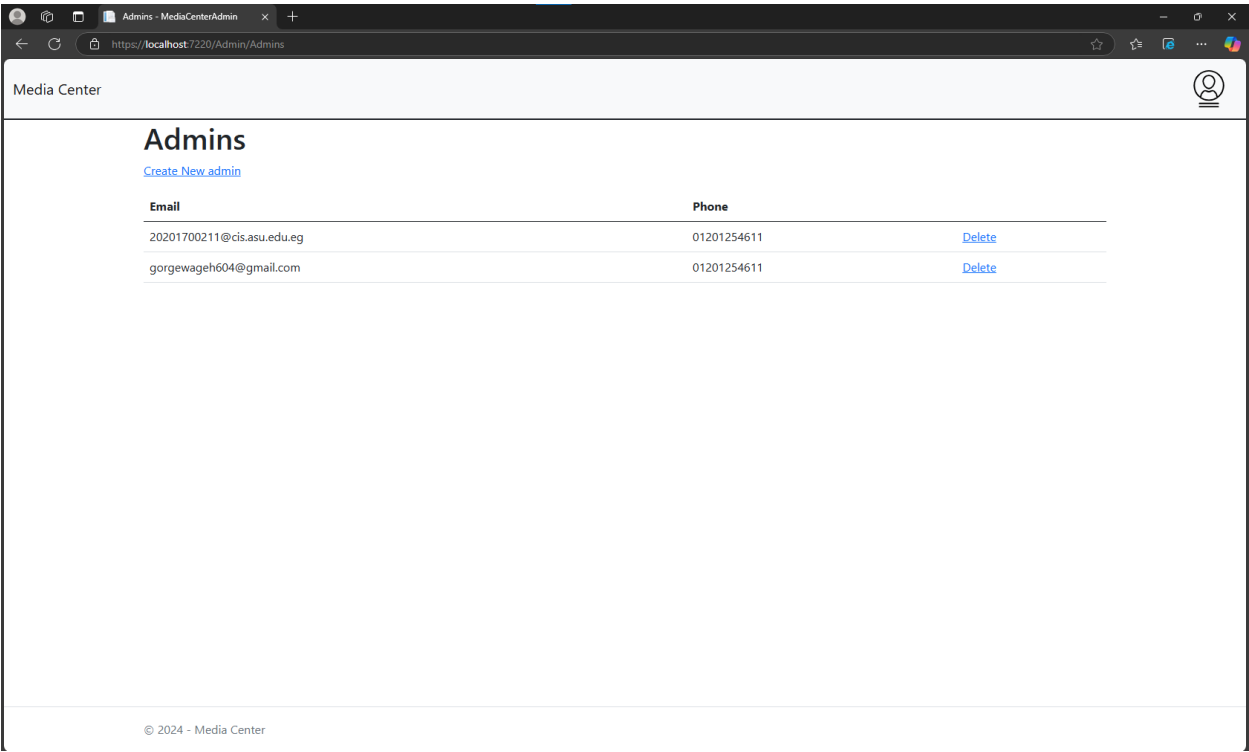 Admins - MediaCenterAdmin
https://localhost:7220/Admin/Admins
Media Center
Admins
Create New admin
Email Phone
20201700211@cis.asu.edu.eg 01201254611 Delete
gorgewageh604@gmail.com 01201254611 Delete
© 2024 - Media Center